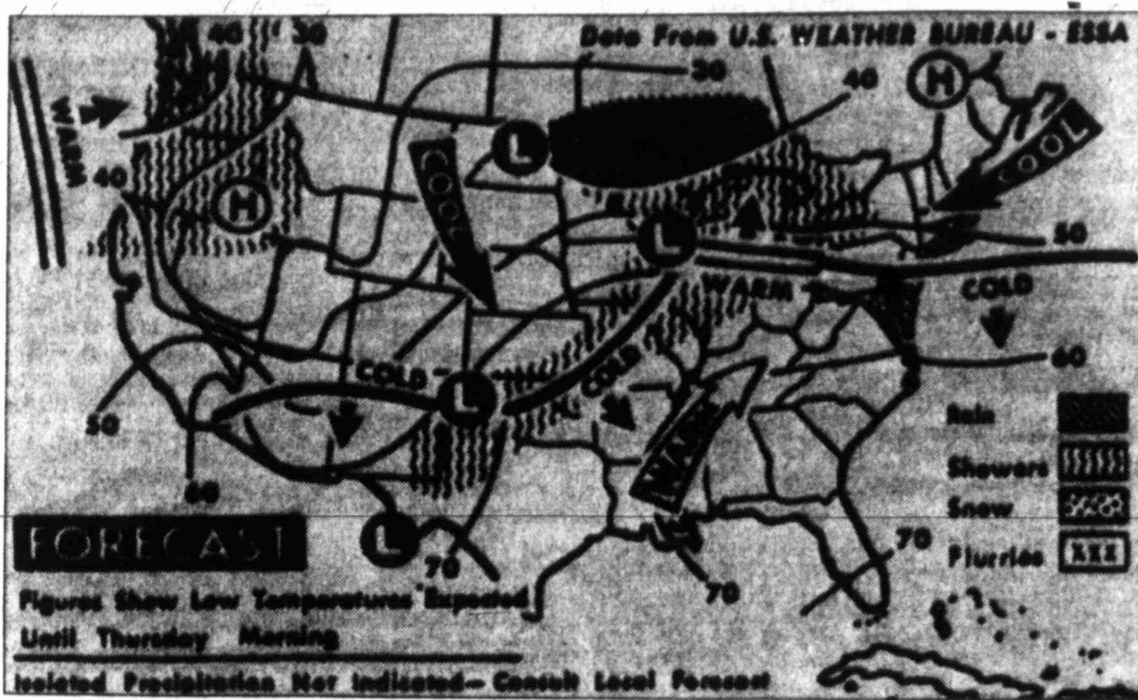 40 30
Data From U.S. WEATHER BUREAU - ESSA
30
40
H
WARM
COOL
L
COOL
40
H
L
50
WARM
COLD
COLD
L
COLD
60
50
WARM
Rain
60
Showers
Snow
FORECAST
L
70
70
70
Flurries
Figures Show Low Temperatures Expected
Until Thursday Morning
Isolated Precipitation Not Indicated— Consult Local Forecast